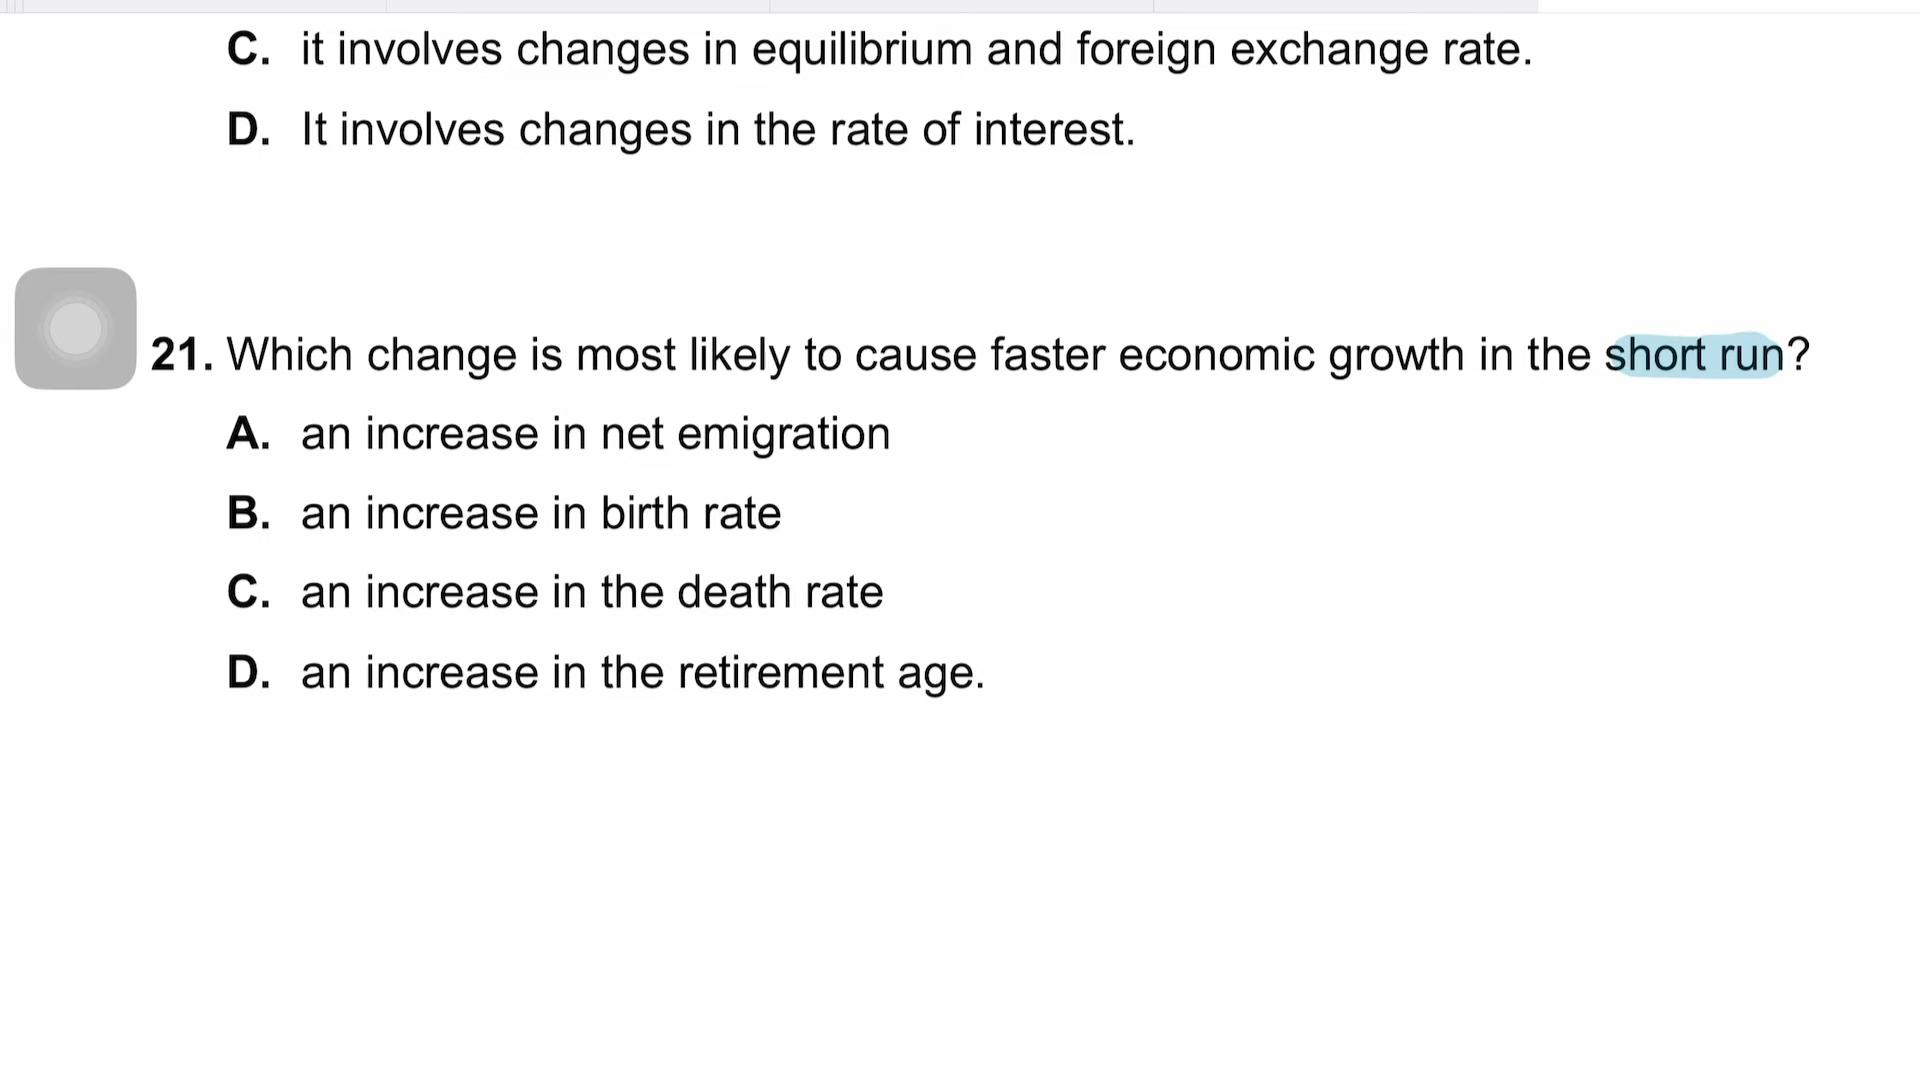 C. it involves changes in equilibrium and foreign exchange rate.
D. It involves changes in the rate of interest.
21. Which change is most likely to cause faster economic growth in the short run?
A. an increase in net emigration
B. an increase in birth rate
C. an increase in the death rate
D. an increase in the retirement age.